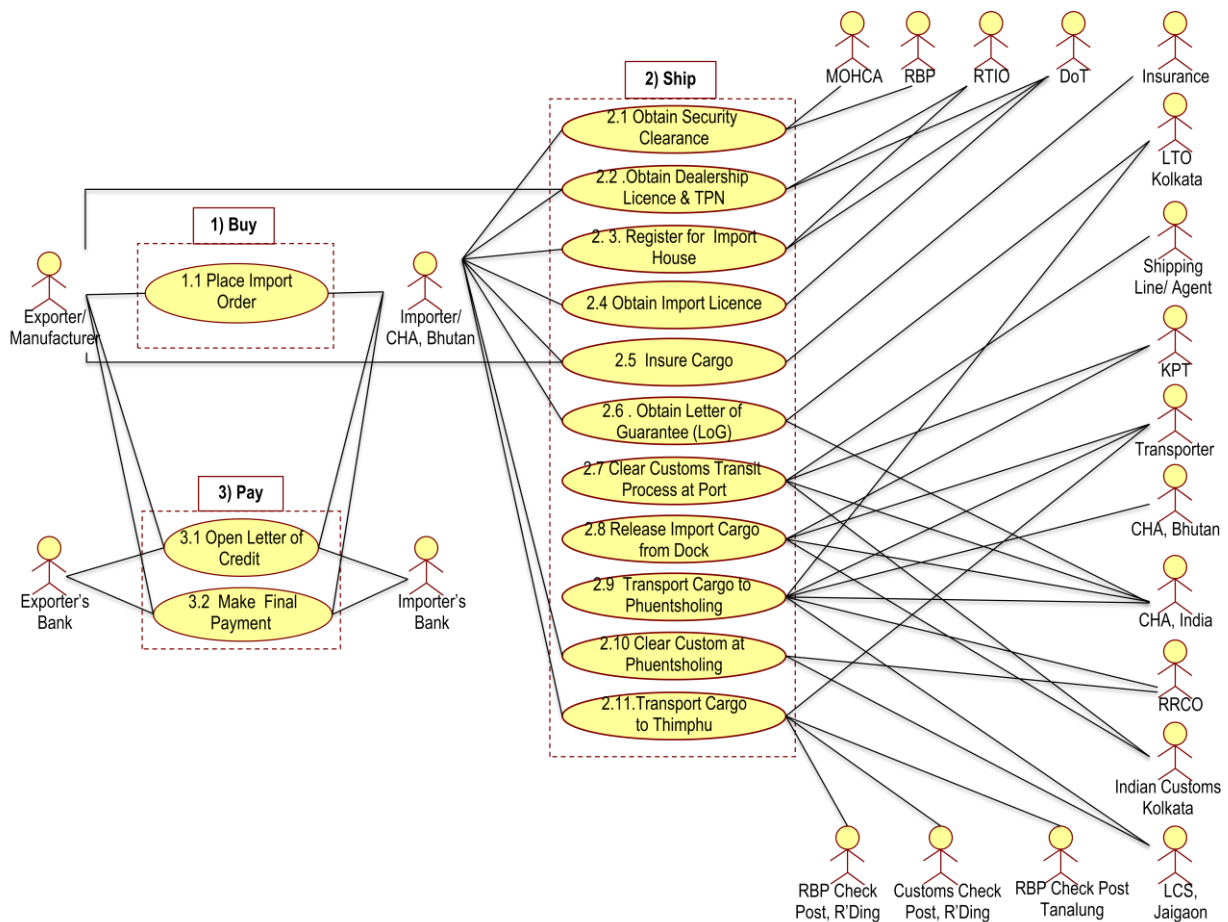 MOHCA
RBP
RTIO
DoT
Insurance
2) Ship
2.1 Obtain Security
Clearance
LTO
Kolkata
2.2 .Obtain Dealership
Licence & TPN
1) Buy
2. 3. Register for Import
House
Shipping
Line/ Agent
1.1 Place Import
Order
Exporter/
Manufacturer
Importer/
CHA, Bhutan
2.4 Obtain Import Licence
2.5 Insure Cargo
KPT
2.6 . Obtain Letter of
Guarantee (LoG)
Transporter
2.7 Clear Customs Transit
Process at Port
3) Pay
CHA, Bhutan
2.8 Release Import Cargo
from Dock
3.1 Open Letter of
Credit
Exporter's
Bank
3.2 Make Final
Payment
Importer's
Bank
2.9 Transport Cargo to
Phuentsholing
CHA, India
2.10 Clear Custom at
Phuentsholing
RRCO
2.11.Transport Cargo
to Thimphu
Indian Customs
Kolkata
RBP Check
Post, R'Ding
Customs Check
Post, R'Ding
RBP Check Post
Tanalung
LCS,
Jaigaon